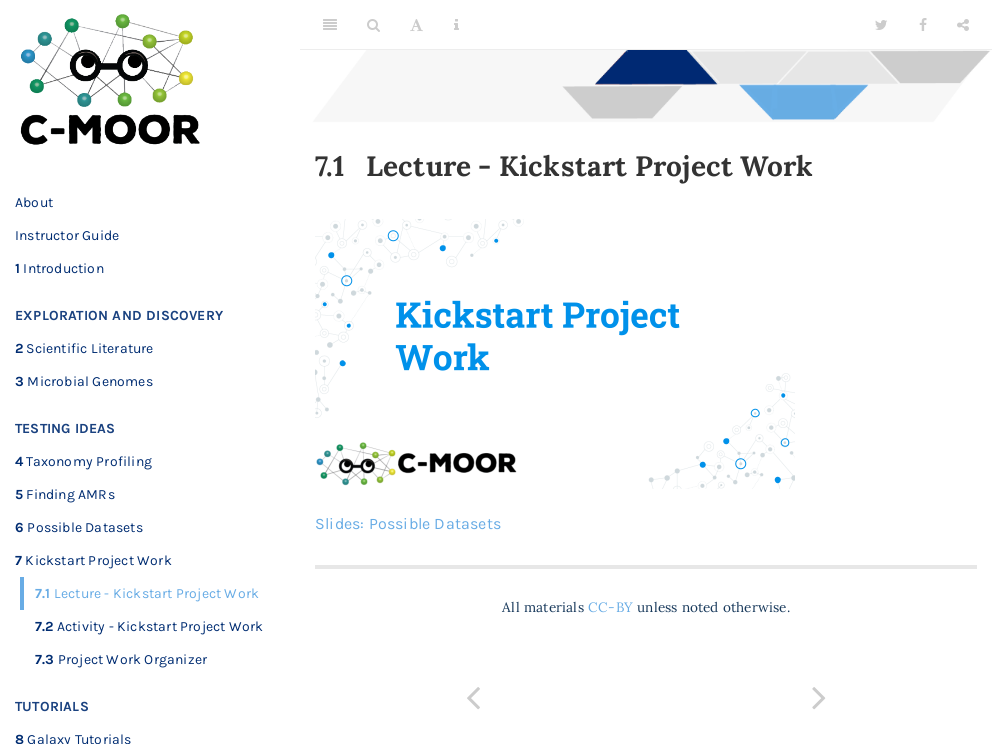 C-MOOR
About
Instructor Guide
1 Introduction
EXPLORATION AND DISCOVERY
2 Scientific Literature
3 Microbial Genomes
TESTING IDEAS
4 Taxonomy Profiling
5 Finding AMRs
6 Possible Datasets
7 Kickstart Project Work
7.1 Lecture - Kickstart Project Work
7.2 Activity - Kickstart Project Work
7.3 Project Work Organizer
TUTORIALS
8 Galaxy Tutorials
A
i
7.1 Lecture - Kickstart Project Work
Kickstart Project
Work
C-MOOR
Slides: Possible Datasets
All materials CC-BY unless noted otherwise.